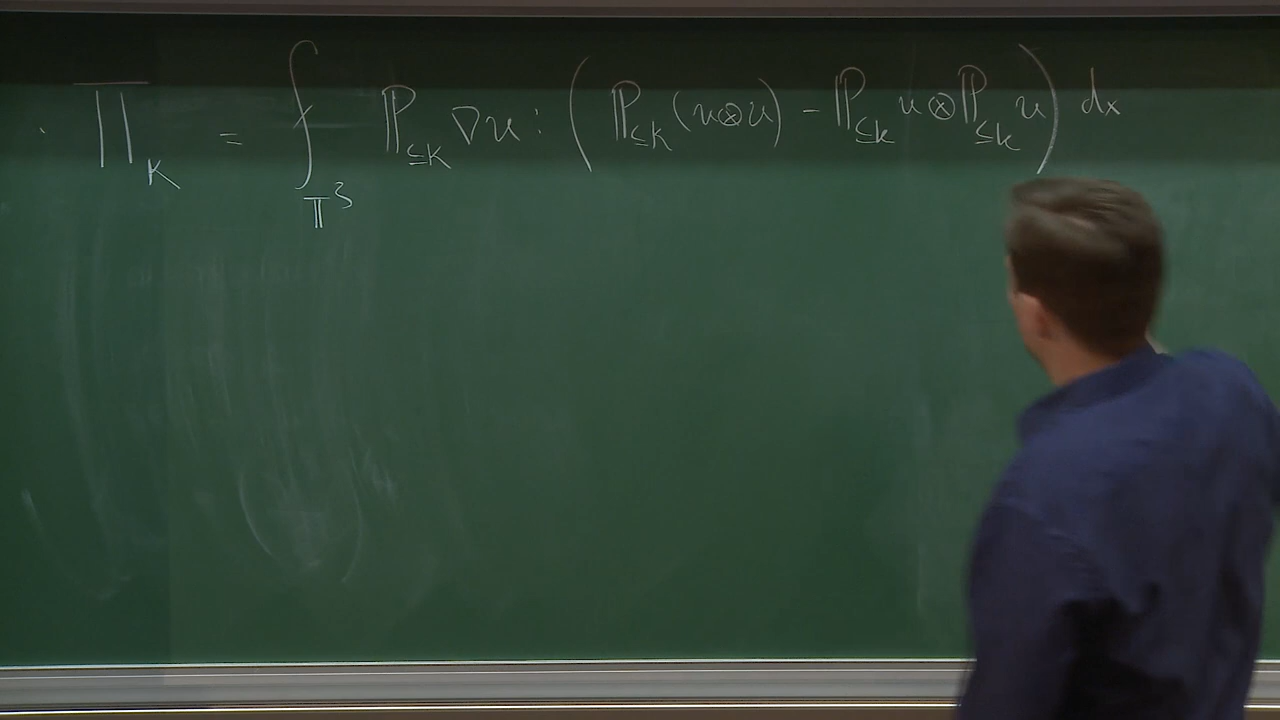 · Π_K = ∫_{𝕋³} ℙ_{≤K} ∇u : ( ℙ_{≤K} (u⊗u) - ℙ_{≤K} u ⊗ ℙ_{≤K} u ) dx